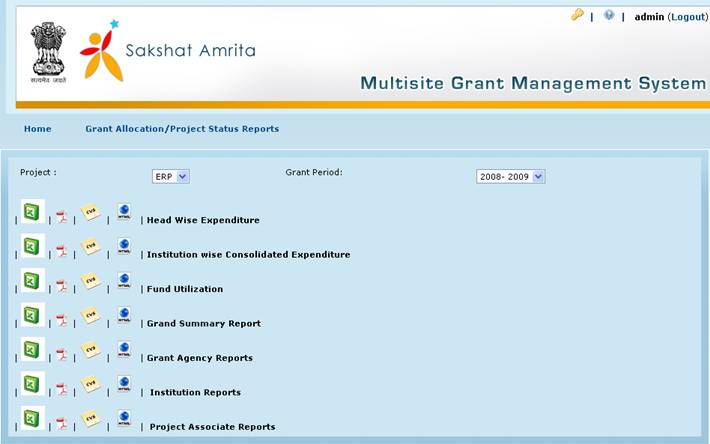 | | admin (Logout)
सत्यमेव जयते
Sakshat Amrita
Multisite Grant Management System
Home Grant Allocation/Project Status Reports
Project : ERP Grant Period: 2008- 2009
| | | CVS | HTML | Head Wise Expenditure
| | | CVS | HTML | Institution wise Consolidated Expenditure
| | | CVS | HTML | Fund Utilization
| | | CVS | HTML | Grand Summary Report
| | | CVS | HTML | Grant Agency Reports
| | | CVS | HTML | Institution Reports
| | | CVS | HTML | Project Associate Reports